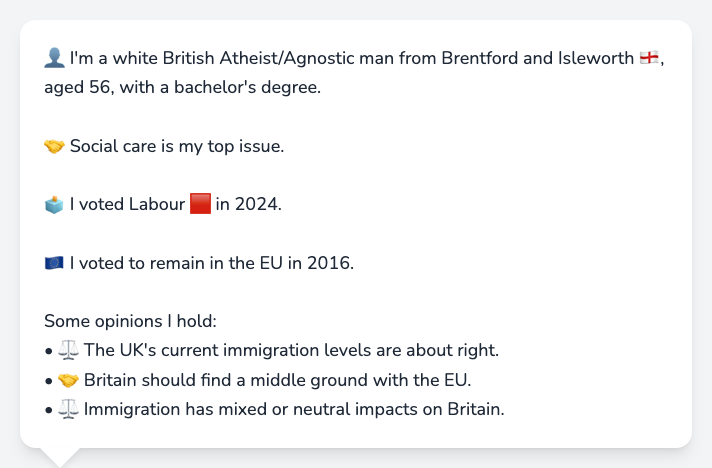 👤 I'm a white British Atheist/Agnostic man from Brentford and Isleworth 🏴󠁧󠁢󠁥󠁮󠁧󠁿,
aged 56, with a bachelor's degree.
🤝 Social care is my top issue.
🗳️ I voted Labour 🟥 in 2024.
🇪🇺 I voted to remain in the EU in 2016.
Some opinions I hold:
• ⚖️ The UK's current immigration levels are about right.
• 🤝 Britain should find a middle ground with the EU.
• ⚖️ Immigration has mixed or neutral impacts on Britain.